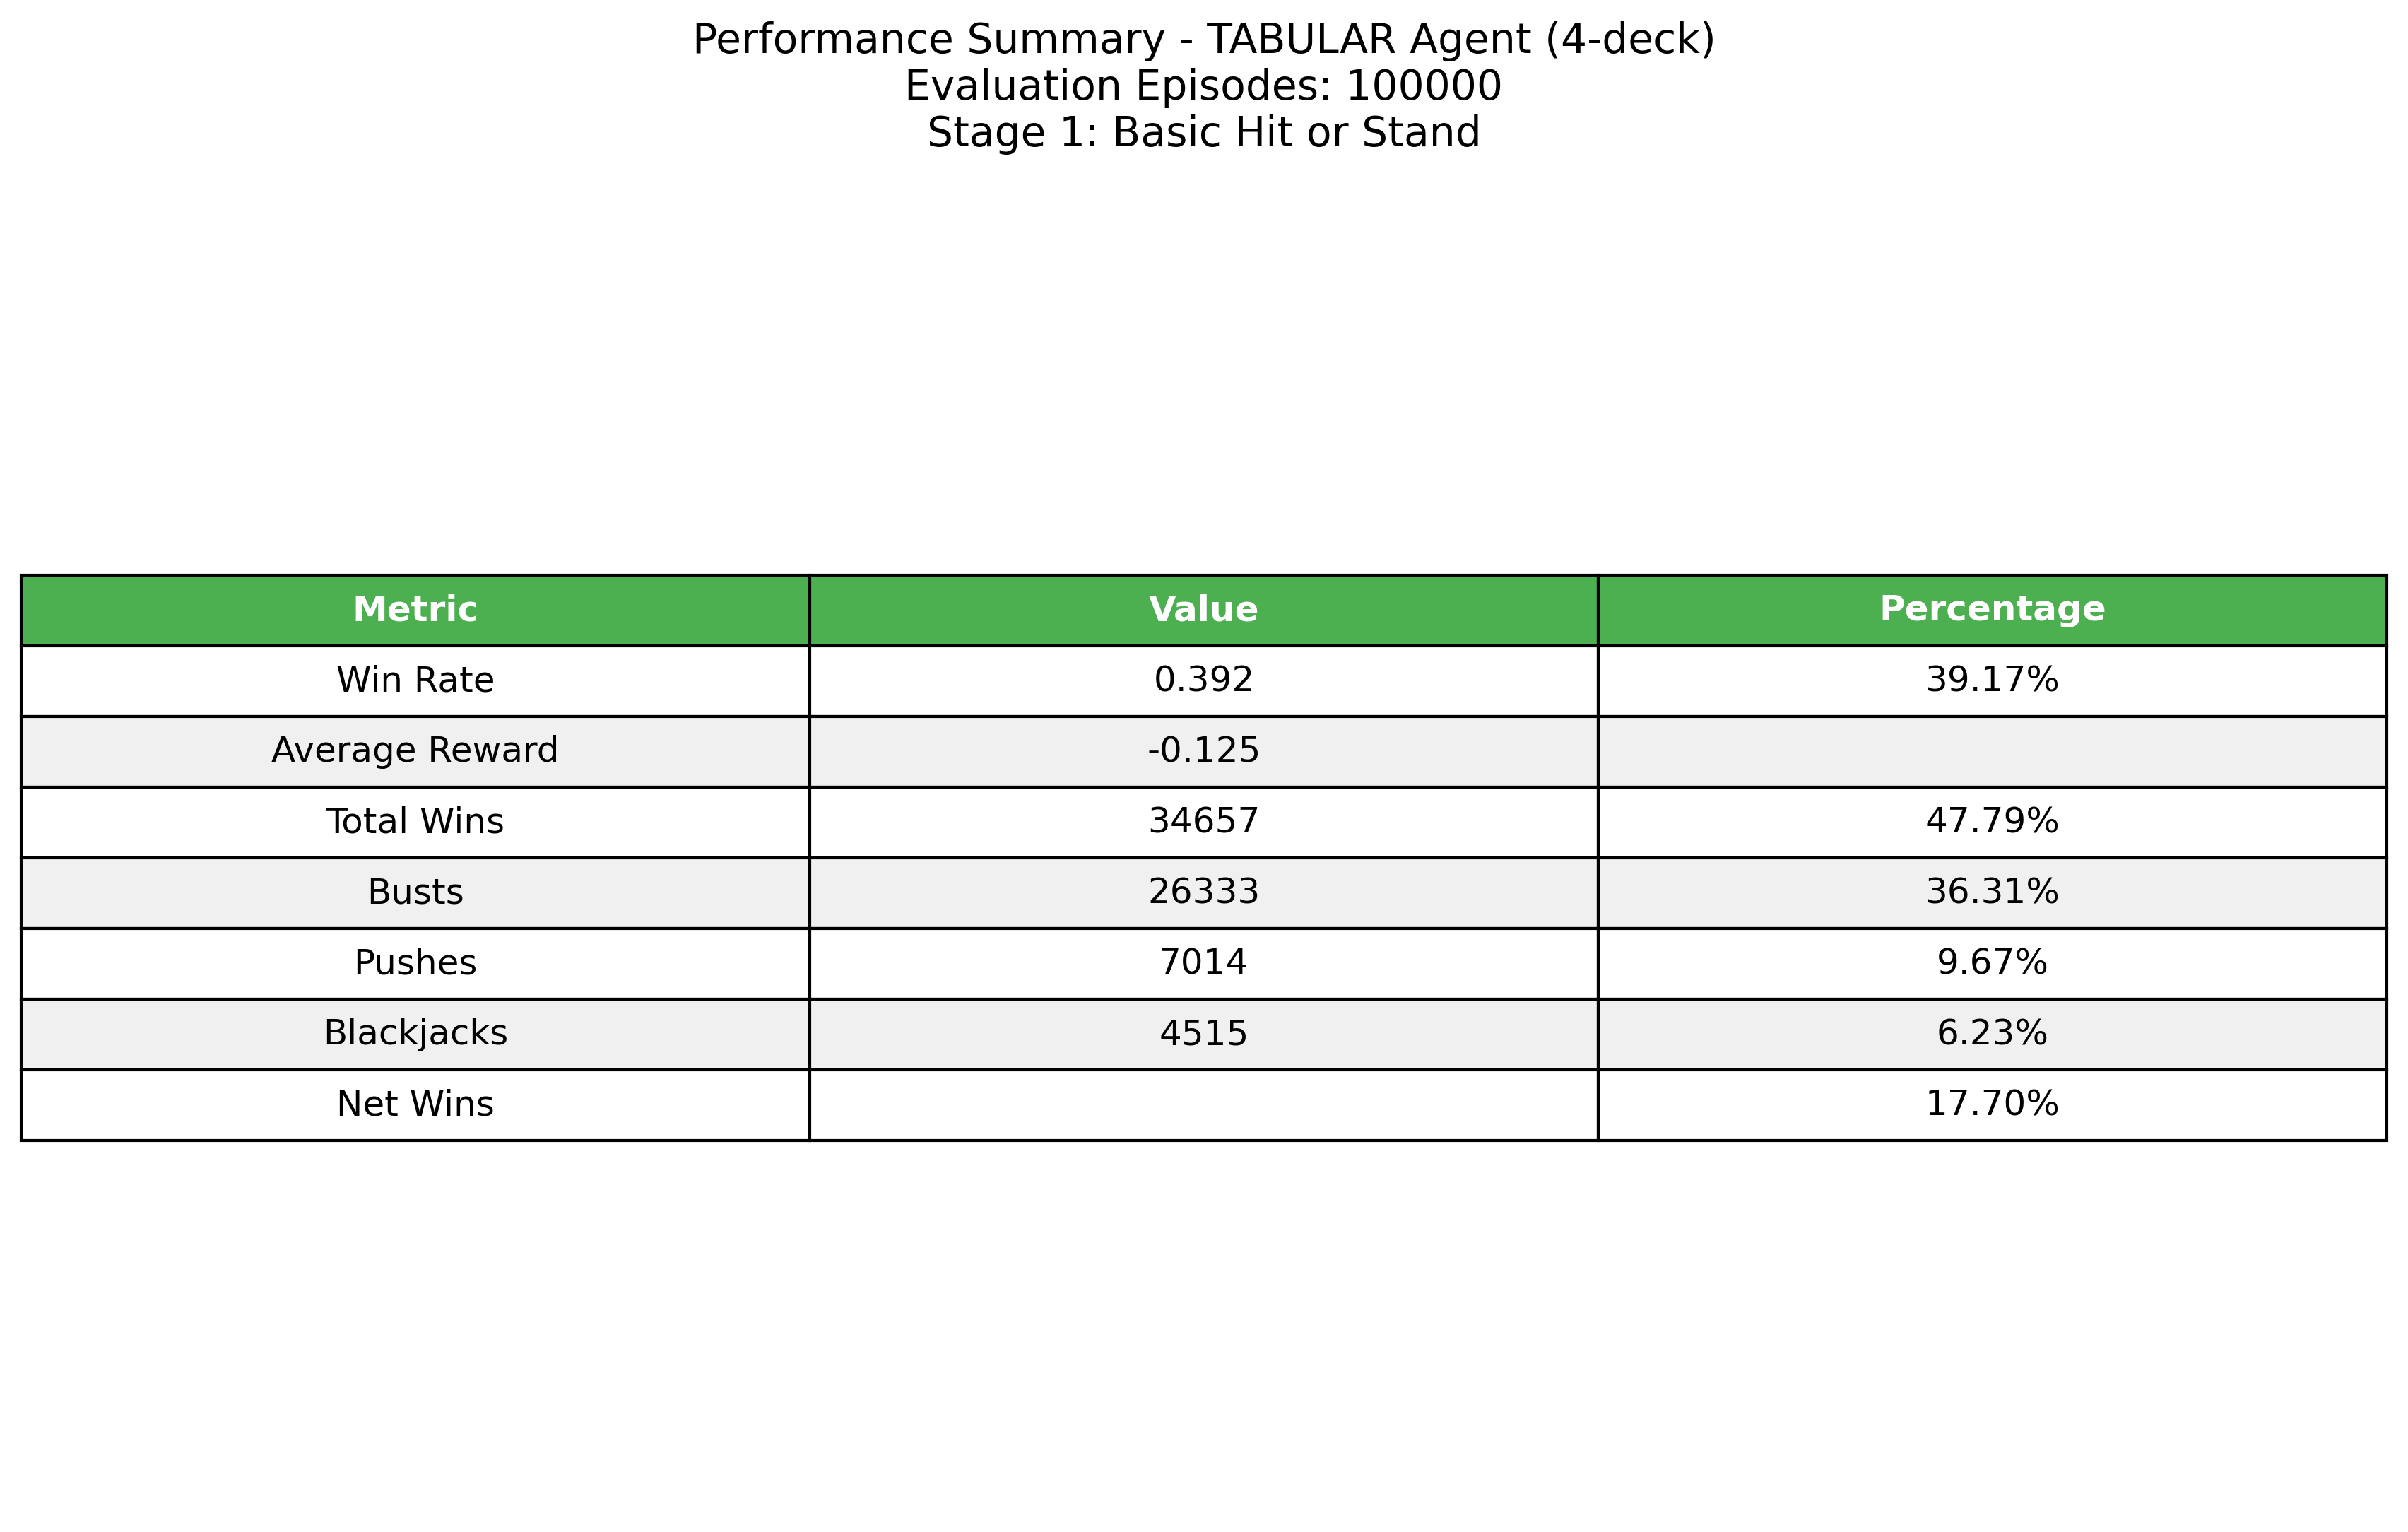 Performance Summary - TABULAR Agent (4-deck)
Evaluation Episodes: 100000
Stage 1: Basic Hit or Stand
Metric Value Percentage
Win Rate 0.392 39.17%
Average Reward -0.125
Total Wins 34657 47.79%
Busts 26333 36.31%
Pushes 7014 9.67%
Blackjacks 4515 6.23%
Net Wins 17.70%